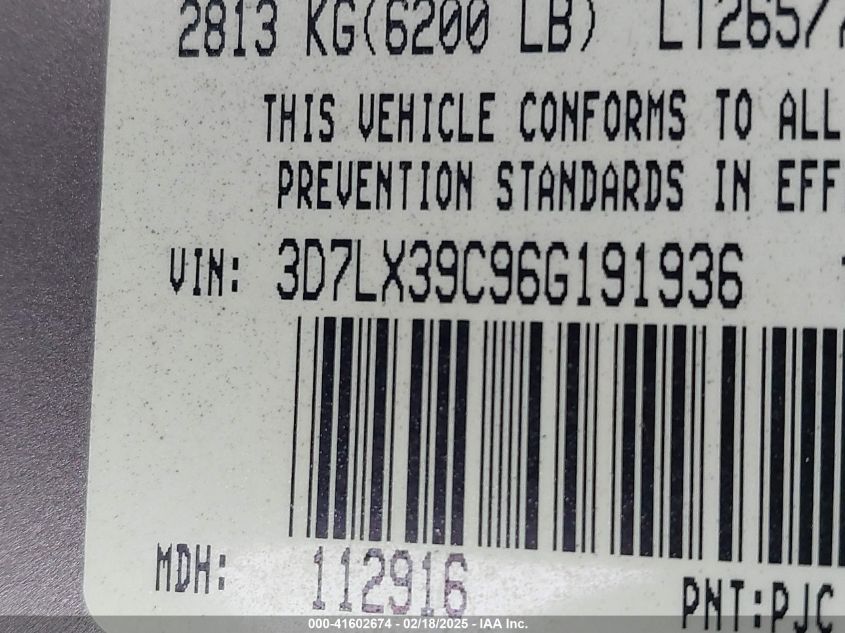 2813 KG(6200 LB) LT265/
THIS VEHICLE CONFORMS TO ALL
PREVENTION STANDARDS IN EFF
VIN: 3D7LX39C96G191936
MDH: 112916
PNT:PJC
000-41602674 - 02/18/2025 - IAA Inc.